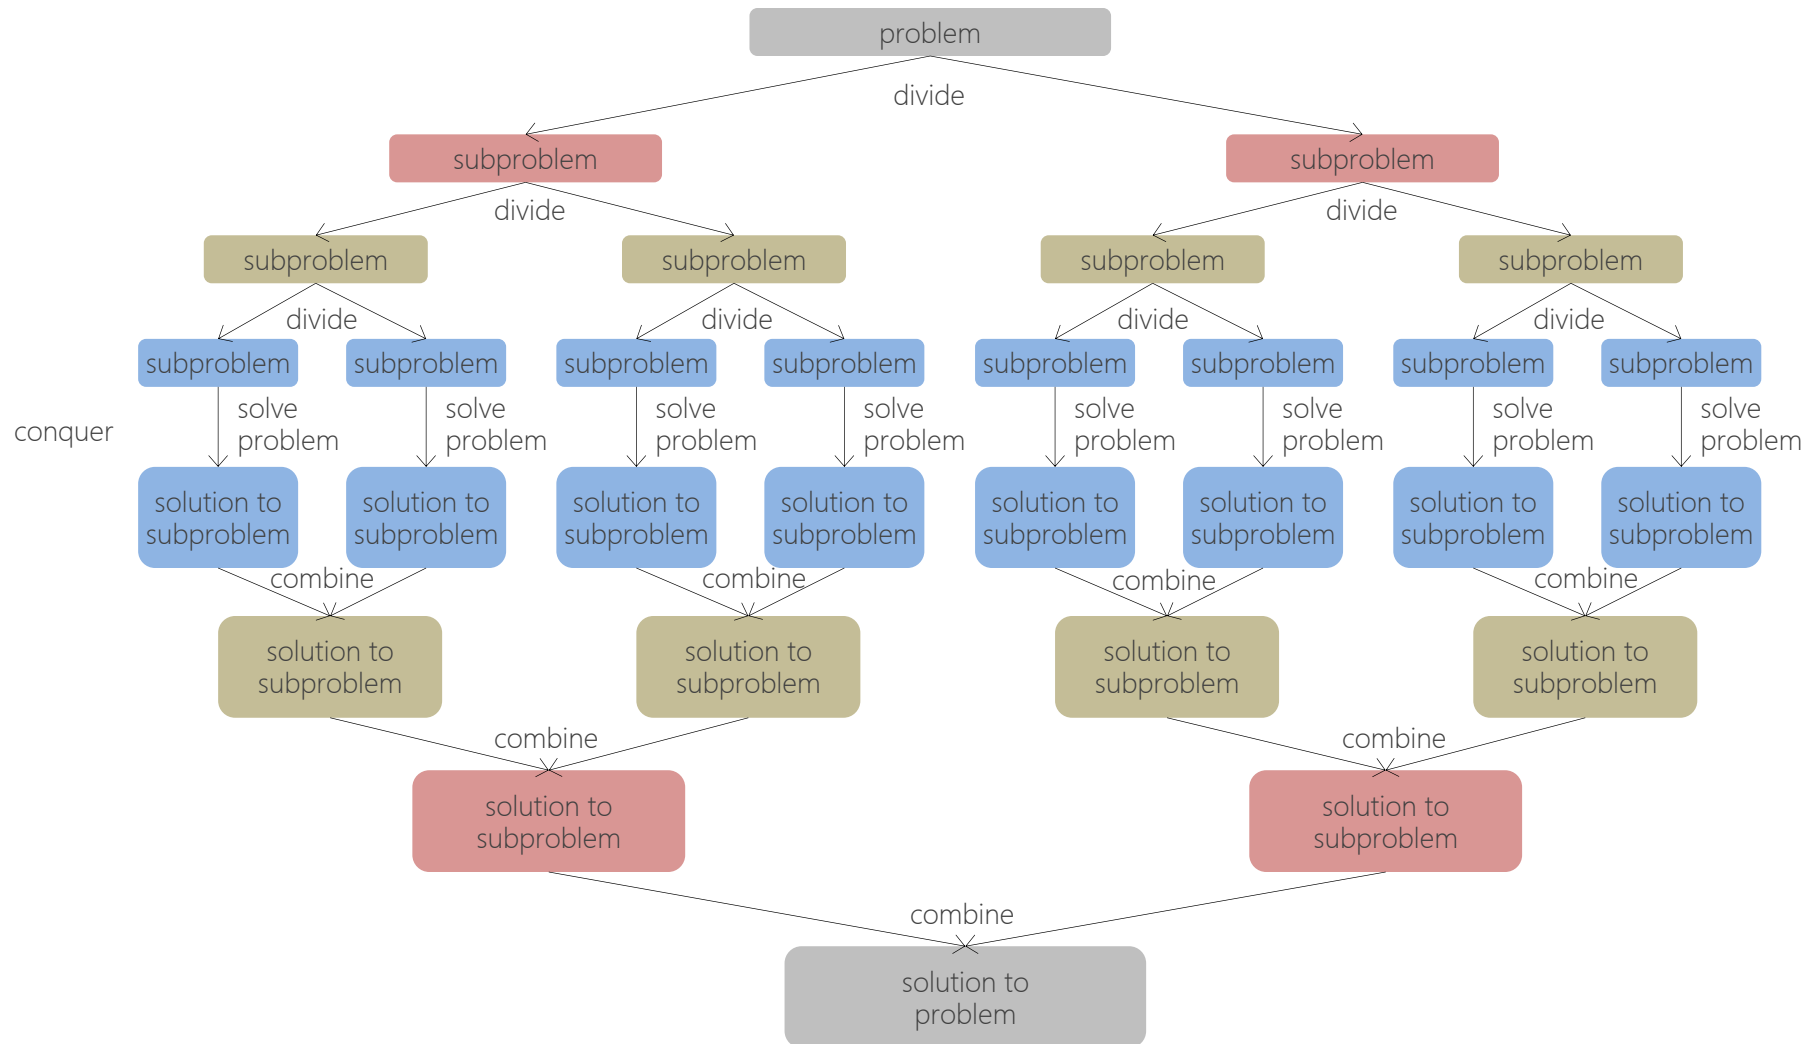 problem
divide
subproblem
subproblem
divide
divide
subproblem
subproblem
subproblem
subproblem
divide
divide
divide
divide
subproblem
subproblem
subproblem
subproblem
subproblem
subproblem
subproblem
subproblem
conquer
solve
problem
solve
problem
solve
problem
solve
problem
solve
problem
solve
problem
solve
problem
solve
problem
solution to
subproblem
solution to
subproblem
solution to
subproblem
solution to
subproblem
solution to
subproblem
solution to
subproblem
solution to
subproblem
solution to
subproblem
combine
combine
combine
combine
solution to
subproblem
solution to
subproblem
solution to
subproblem
solution to
subproblem
combine
combine
solution to
subproblem
solution to
subproblem
combine
solution to
problem